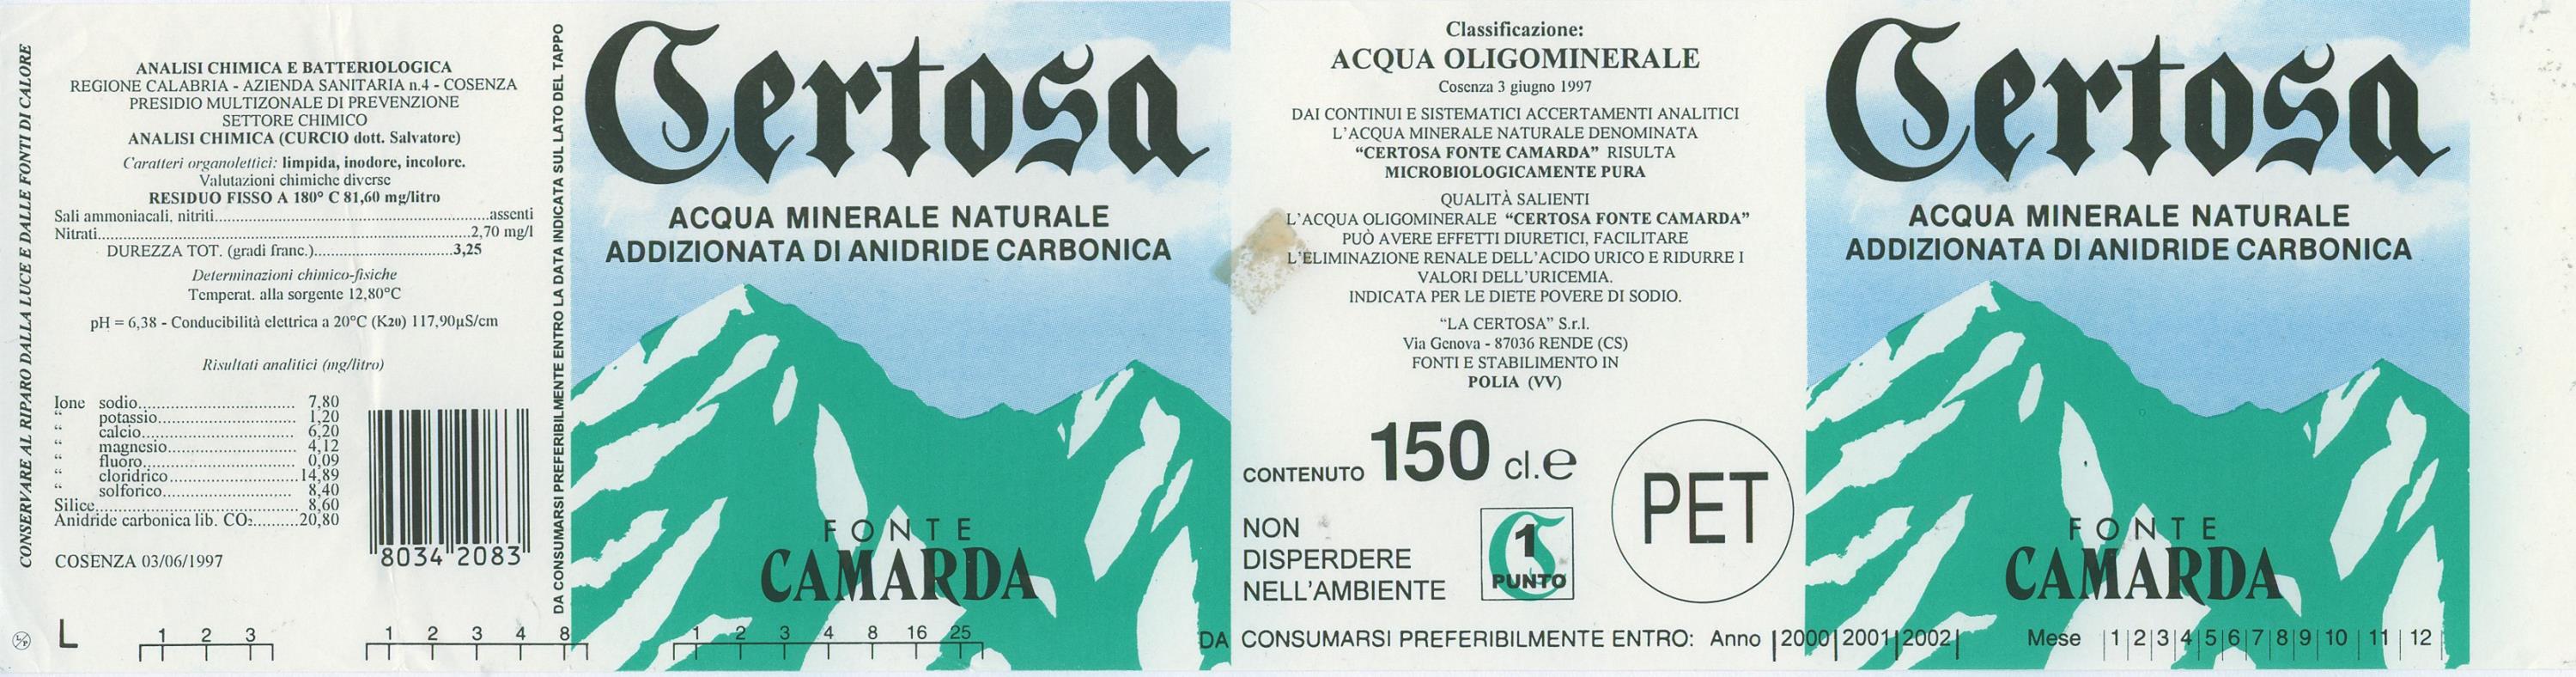 CONSERVARE AL RIPARO DALLA LUCE E DALLE FONTI DI CALORE
ANALISI CHIMICA E BATTERIOLOGICA
REGIONE CALABRIA - AZIENDA SANITARIA n.4 - COSENZA
PRESIDIO MULTIZONALE DI PREVENZIONE
SETTORE CHIMICO
ANALISI CHIMICA (CURCIO dott. Salvatore)
Caratteri organolettici: limpida, inodore, incolore.
Valutazioni chimiche diverse
RESIDUO FISSO A 180° C 81,60 mg/litro
Sali ammoniacali, nitriti..........assenti
Nitrati..........2,70 mg/l
DUREZZA TOT. (gradi franc.)..........3,25
Determinazioni chimico-fisiche
Temperat. alla sorgente 12,80°C
pH = 6,38 - Conducibilità elettrica a 20°C (K20) 117,90µS/cm
Risultati analitici (mg/litro)
Ione sodio.......... 7,80
“ potassio.......... 1,20
“ calcio.......... 6,20
“ magnesio.......... 4,12
“ fluoro.......... 0,09
“ cloridrico..........14,89
“ solforico.......... 8,40
Silice.......... 8,60
Anidride carbonica lib. CO2..........20,80
COSENZA 03/06/1997
8034 2083
L 1 2 3 1 2 3 4 8
DA CONSUMARSI PREFERIBILMENTE ENTRO LA DATA INDICATA SUL LATO DEL TAPPO
Certosa
ACQUA MINERALE NATURALE
ADDIZIONATA DI ANIDRIDE CARBONICA
FONTE
CAMARDA
1 2 3 4 8 16 25
Classificazione:
ACQUA OLIGOMINERALE
Cosenza 3 giugno 1997
DAI CONTINUI E SISTEMATICI ACCERTAMENTI ANALITICI
L'ACQUA MINERALE NATURALE DENOMINATA
“CERTOSA FONTE CAMARDA” RISULTA
MICROBIOLOGICAMENTE PURA
QUALITÀ SALIENTI
L'ACQUA OLIGOMINERALE “CERTOSA FONTE CAMARDA”
PUÒ AVERE EFFETTI DIURETICI, FACILITARE
L'ELIMINAZIONE RENALE DELL'ACIDO URICO E RIDURRE I
VALORI DELL'URICEMIA.
INDICATA PER LE DIETE POVERE DI SODIO.
“LA CERTOSA” S.r.l.
Via Genova - 87036 RENDE (CS)
FONTI E STABILIMENTO IN
POLIA (VV)
CONTENUTO 150 cl.e
NON
DISPERDERE
NELL'AMBIENTE
1
PUNTO
PET
DA CONSUMARSI PREFERIBILMENTE ENTRO: Anno |2000|2001|2002| Mese |1|2|3|4|5|6|7|8|9|10|11|12|
Certosa
ACQUA MINERALE NATURALE
ADDIZIONATA DI ANIDRIDE CARBONICA
FONTE
CAMARDA